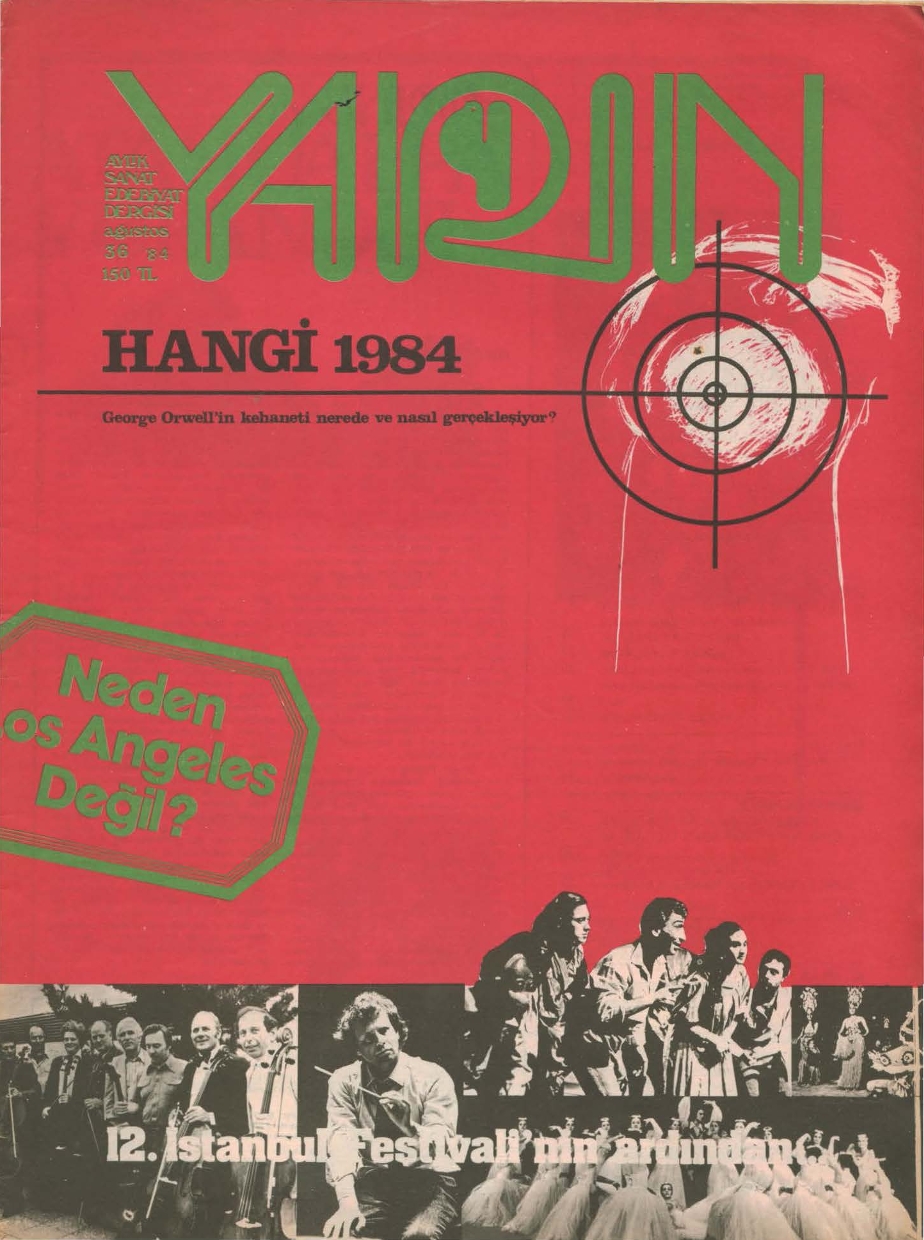 YARIN
AYLIK
SANAT
EDEBİYAT
DERGİSİ
ağustos
36 '84
150 TL
HANGİ 1984
George Orwell'in kehaneti nerede ve nasıl gerçekleşiyor?
Neden
os Angeles
Değil?
12. İstanbul Festivali'nin ardından...